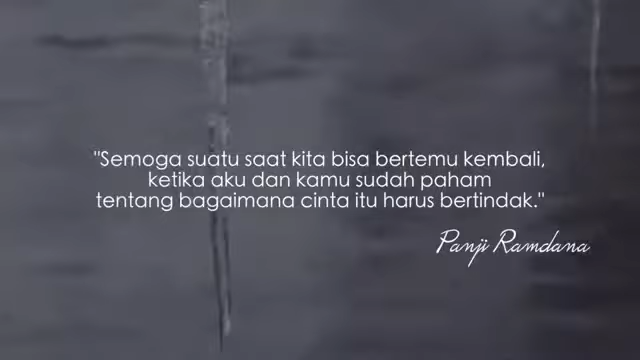 "Semoga suatu saat kita bisa bertemu kembali,
ketika aku dan kamu sudah paham
tentang bagaimana cinta itu harus bertindak."
Panji Ramdana